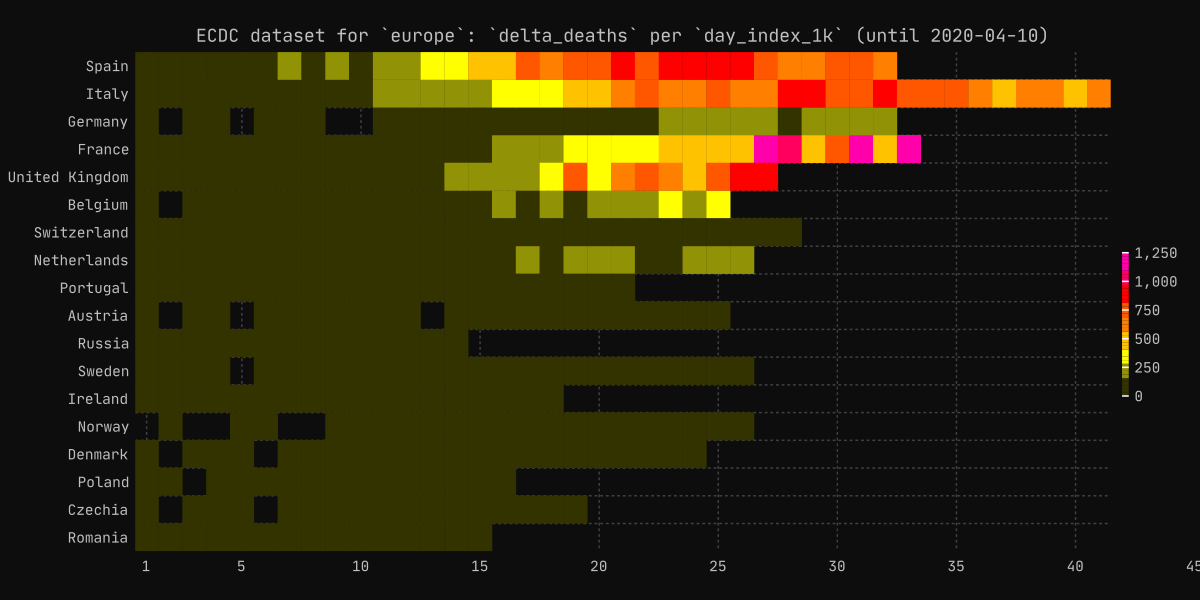 ECDC dataset for `europe`: `delta_deaths` per `day_index_1k` (until 2020-04-10)
Spain
Italy
Germany
France
United Kingdom
Belgium
Switzerland
Netherlands
Portugal
Austria
Russia
Sweden
Ireland
Norway
Denmark
Poland
Czechia
Romania
1,250
1,000
750
500
250
0
1 5 10 15 20 25 30 35 40 45